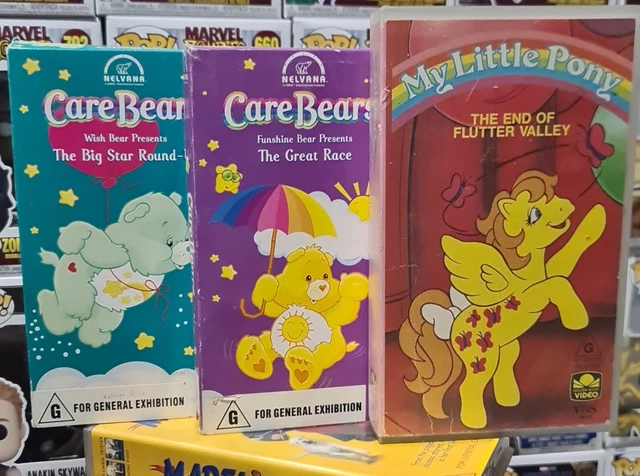 MARVEL
POP!
MARVEL
POP!
660
NELVANA
Care Bear
Wish Bear Presents
The Big Star Round-
G FOR GENERAL EXHIBITION
NELVANA
Care Bears
Funshine Bear Presents
The Great Race
G FOR GENERAL EXHIBITION
My Little Pony
THE END OF
FLUTTER VALLEY
G
VIDEO
VHS
ANAKIN SKYWA